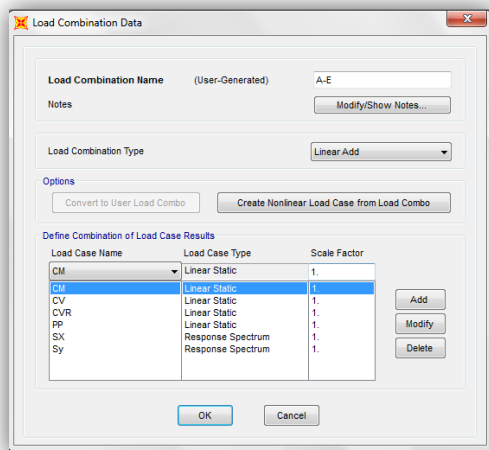 Load Combination Data
Load Combination Name (User-Generated) A-E
Notes Modify/Show Notes...
Load Combination Type Linear Add
Options
Convert to User Load Combo Create Nonlinear Load Case from Load Combo
Define Combination of Load Case Results
Load Case Name Load Case Type Scale Factor
CM Linear Static 1.
CM Linear Static 1.
CV Linear Static 1.
CVR Linear Static 1.
PP Linear Static 1.
SX Response Spectrum 1.
Sy Response Spectrum 1.
Add
Modify
Delete
OK Cancel